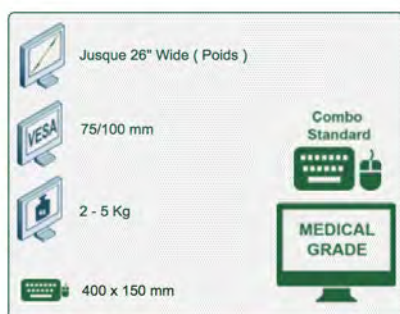 Jusque 26" Wide ( Poids )
VESA
75/100 mm
2 - 5 Kg
400 x 150 mm
Combo
Standard
MEDICAL
GRADE